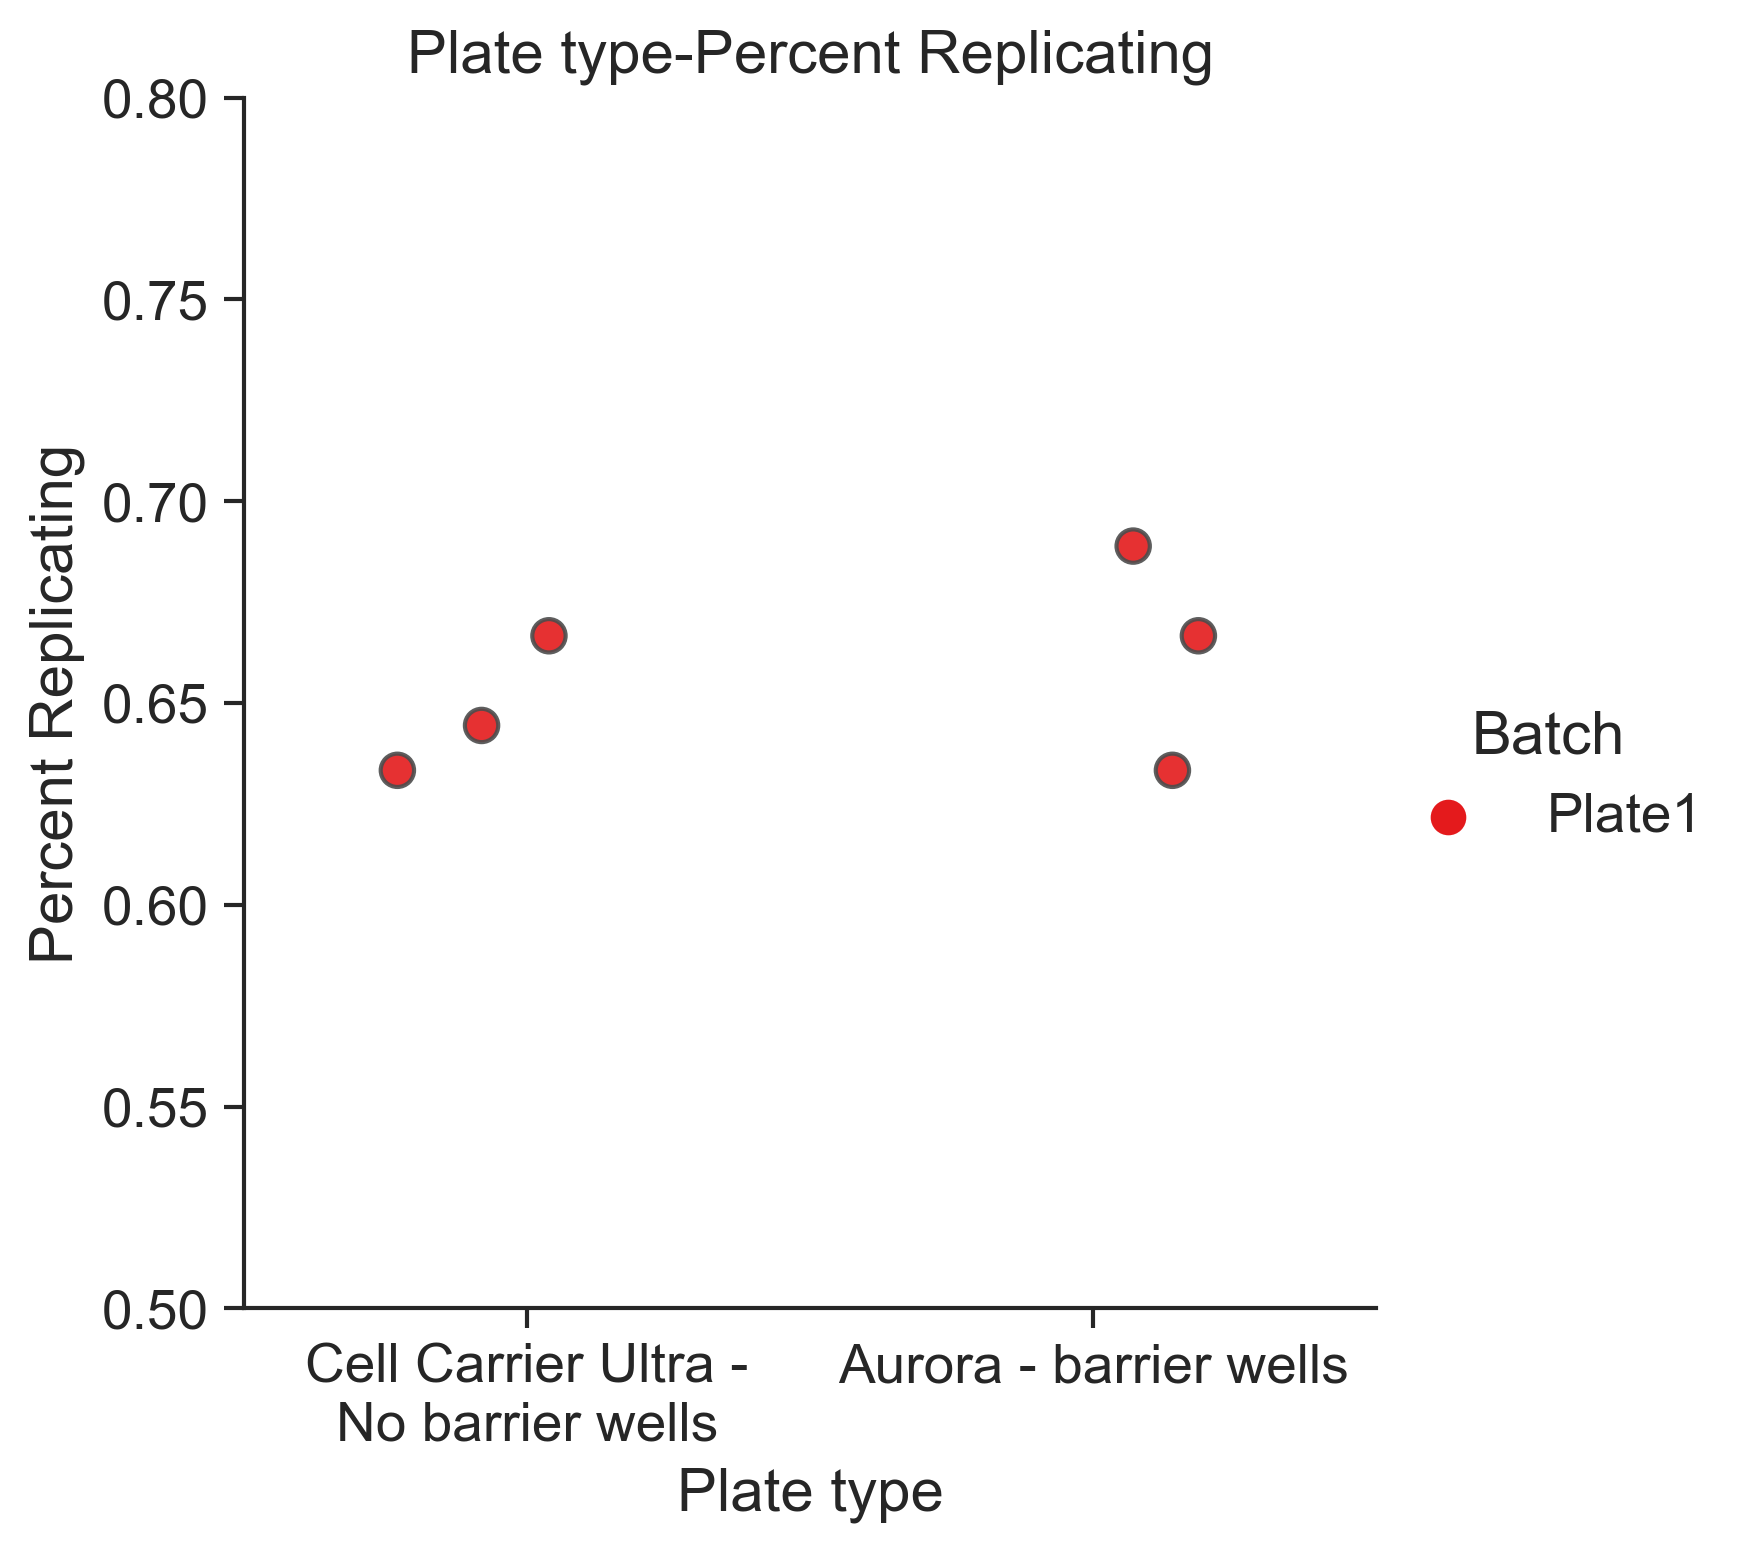 Plate type-Percent Replicating
0.80
0.75
0.70
0.65
0.60
0.55
0.50
Percent Replicating
Cell Carrier Ultra -
No barrier wells
Aurora - barrier wells
Plate type
Batch
Plate1